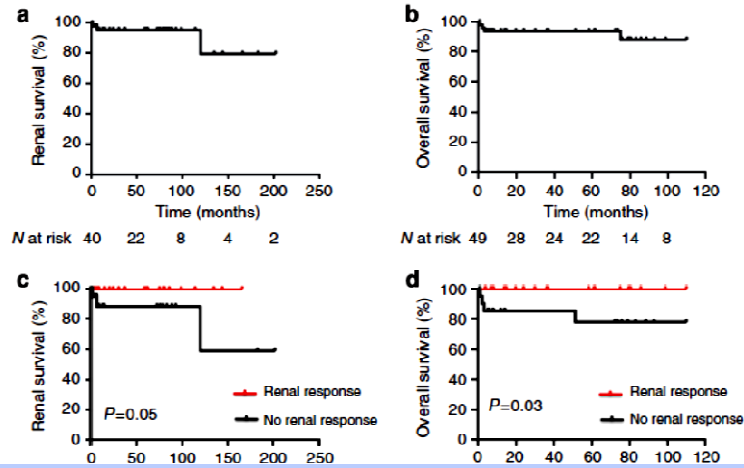 a
Renal survival (%)
100
80
60
40
20
0
0 50 100 150 200 250
Time (months)
N at risk 40 22 8 4 2
b
Overall survival (%)
100
80
60
40
20
0
0 20 40 60 80 100 120
Time (months)
N at risk 49 28 24 22 14 8
c
Renal survival (%)
100
80
60
40
20
0
P=0.05
Renal response
No renal response
0 50 100 150 200 250
d
Overall survival (%)
100
80
60
40
20
0
P=0.03
Renal response
No renal response
0 20 40 60 80 100 120